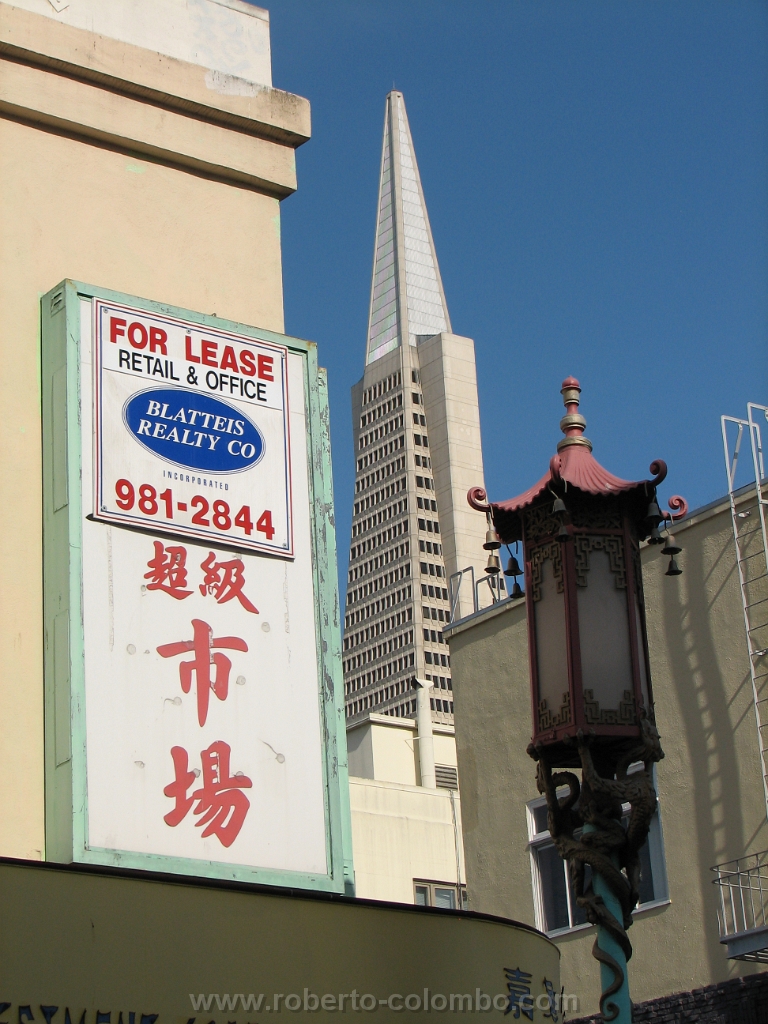 FOR LEASE
RETAIL & OFFICE
BLATTEIS
REALTY CO
INCORPORATED
981-2844
超級
市
場
www.roberto-colombo.com